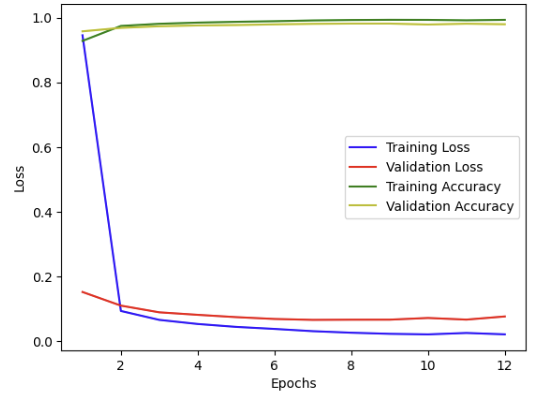 1.0
0.8
0.6
0.4
0.2
0.0
Loss
Training Loss
Validation Loss
Training Accuracy
Validation Accuracy
2 4 6 8 10 12
Epochs